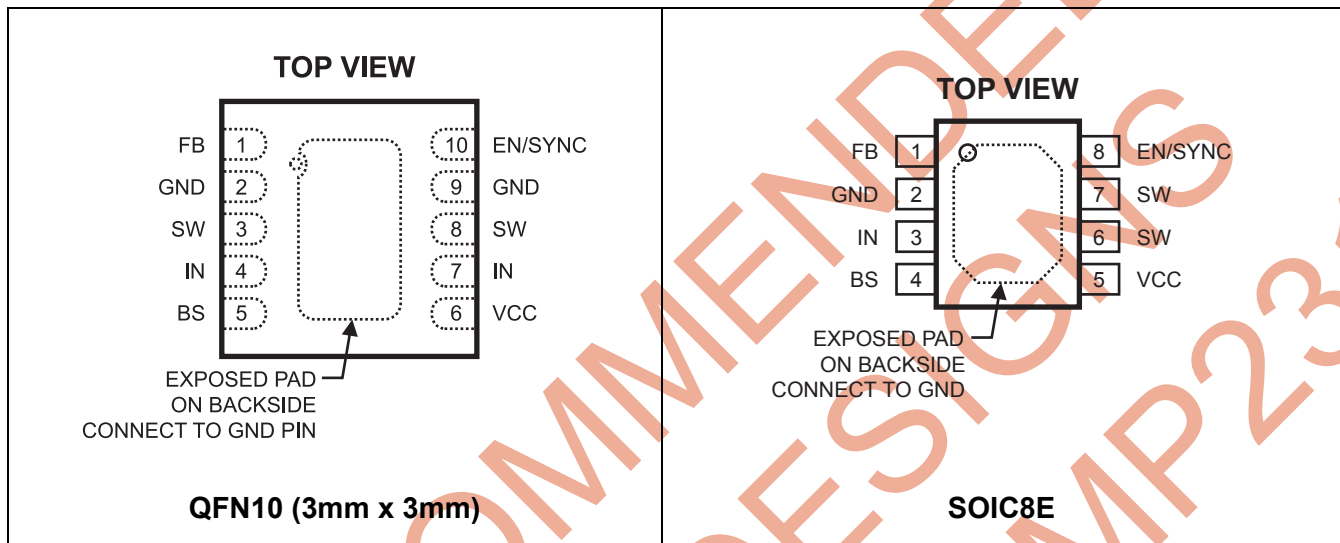 TOP VIEW
FB 1 10 EN/SYNC
GND 2 9 GND
SW 3 8 SW
IN 4 7 IN
BS 5 6 VCC
EXPOSED PAD
ON BACKSIDE
CONNECT TO GND PIN
QFN10 (3mm x 3mm)
TOP VIEW
FB 1 8 EN/SYNC
GND 2 7 SW
IN 3 6 SW
BS 4 5 VCC
EXPOSED PAD
ON BACKSIDE
CONNECT TO GND
SOIC8E